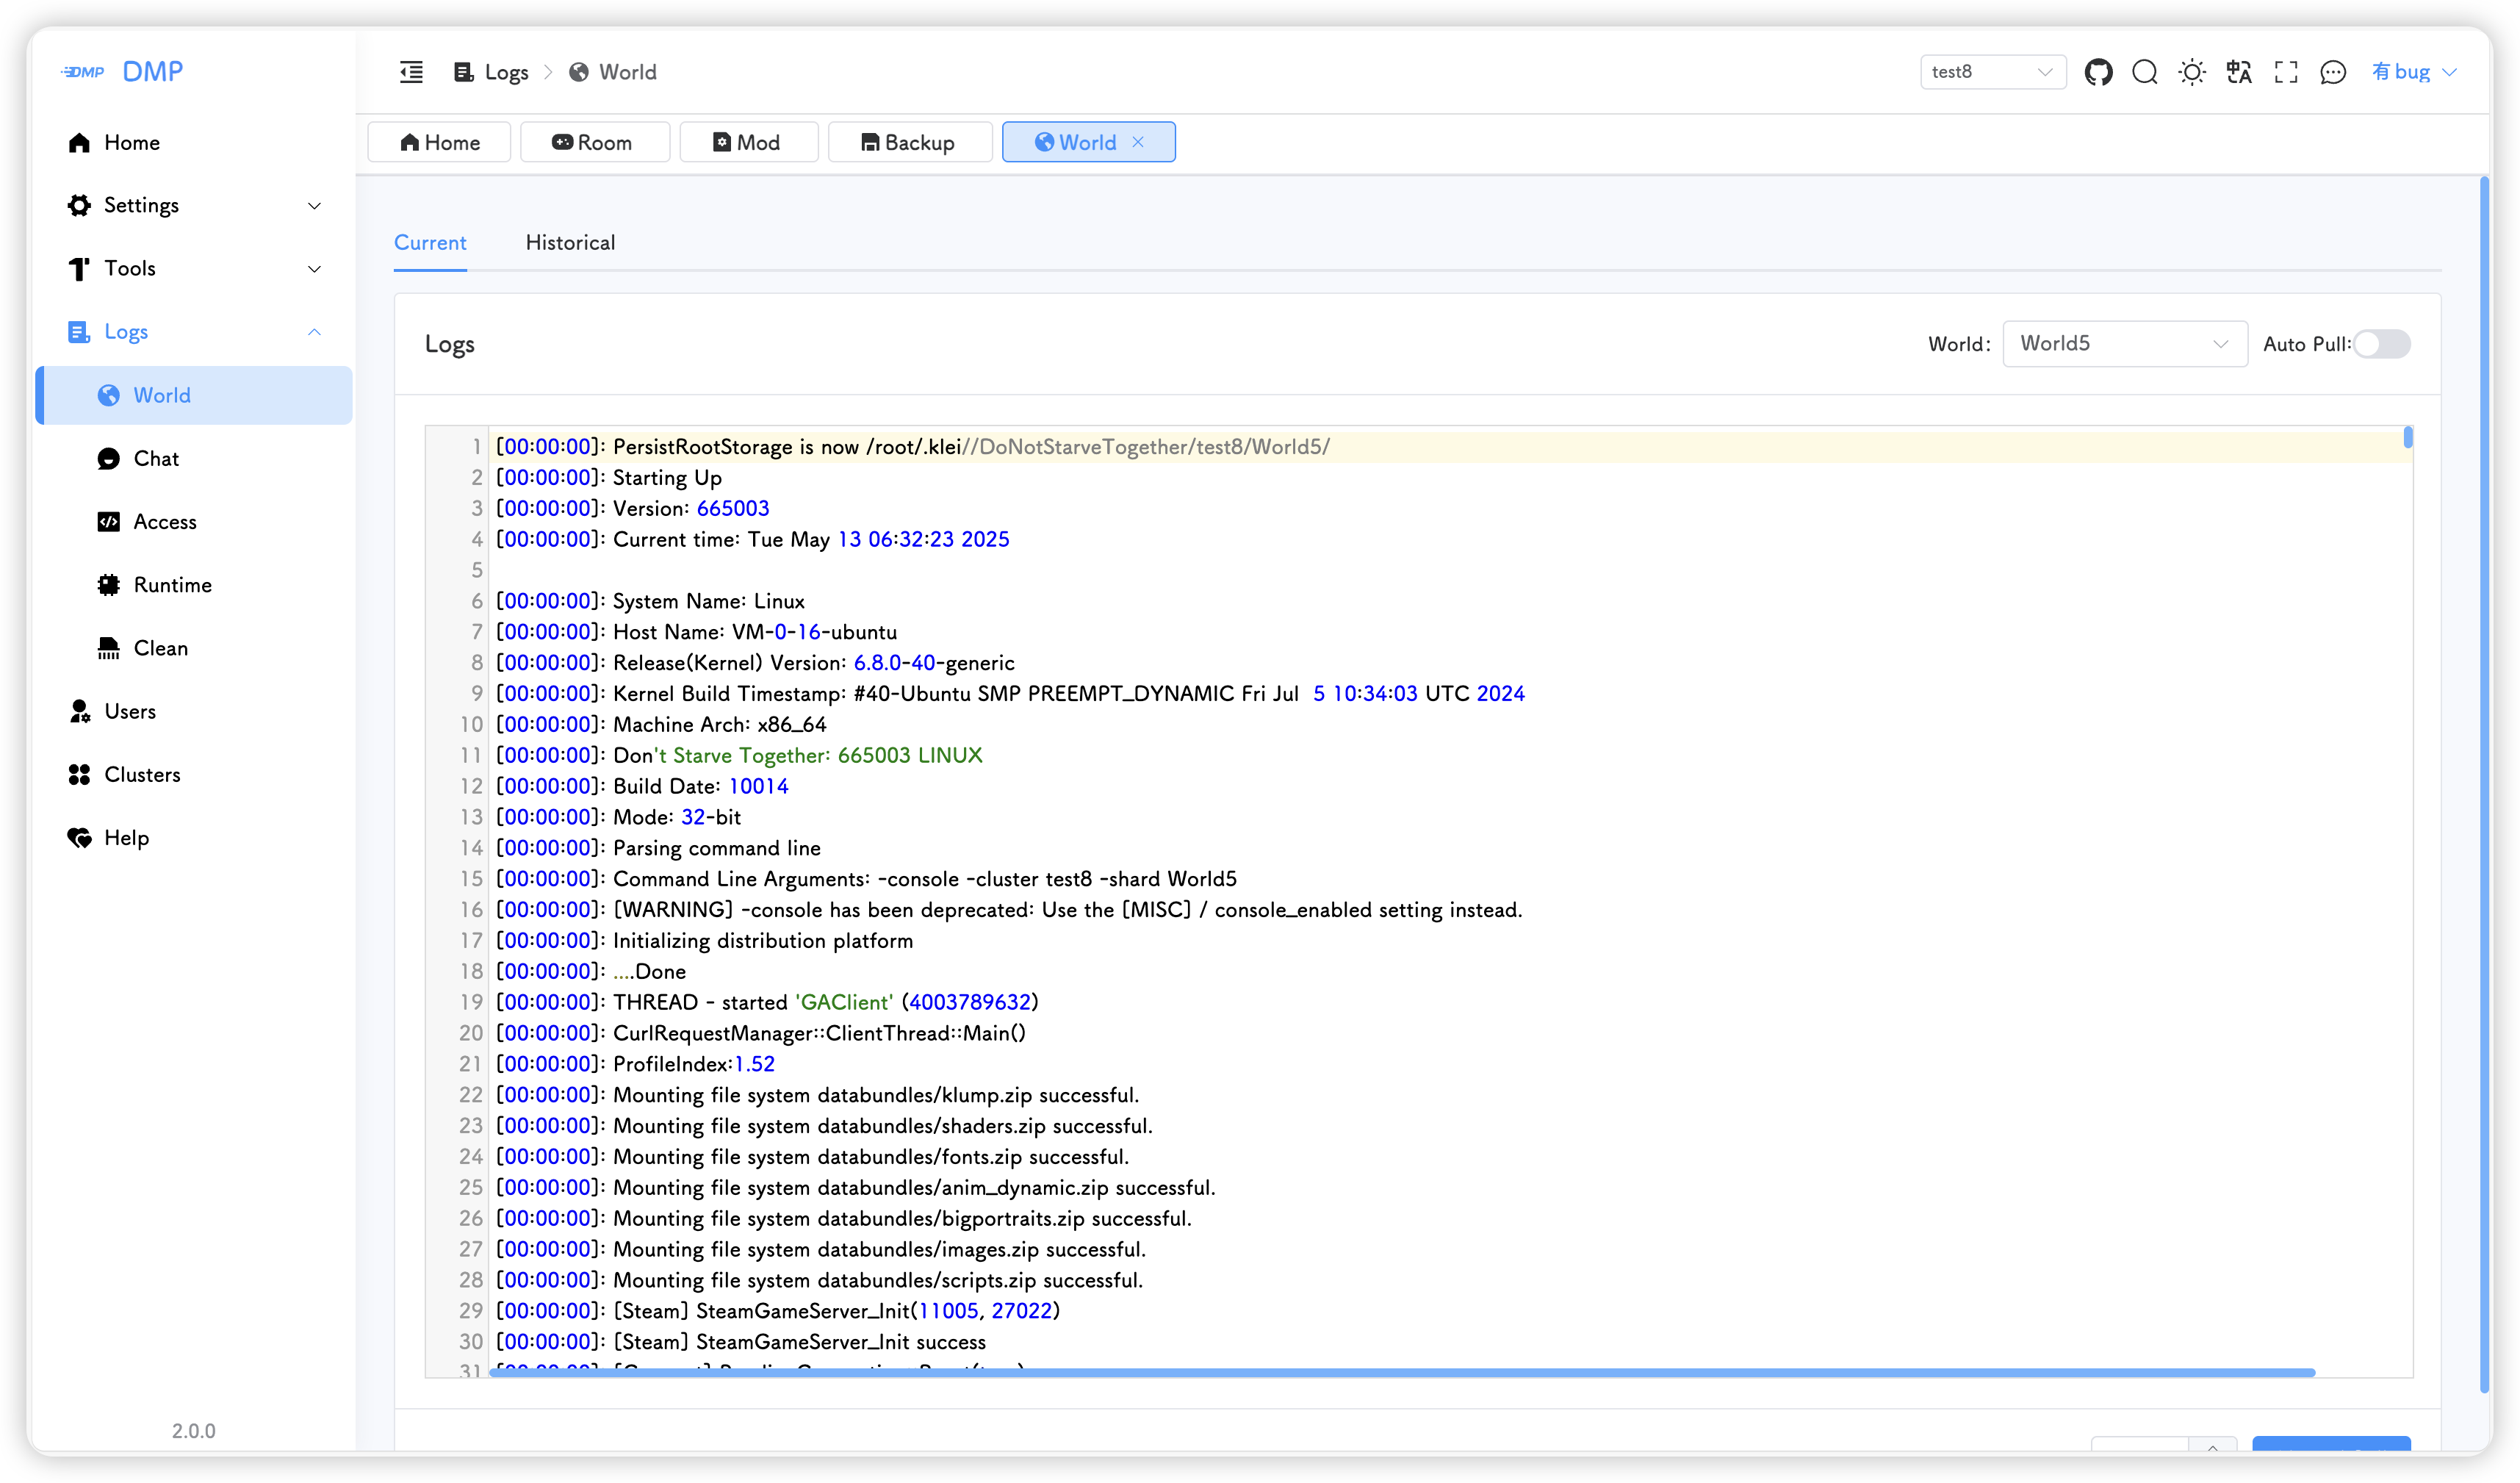 DMP DMP
Logs World
test8
有 bug
Home
Settings
Tools
Logs
World
Chat
Access
Runtime
Clean
Users
Clusters
Help
2.0.0
Home Room Mod Backup World
Current Historical
Logs
World: World5 Auto Pull:
1 [00:00:00]: PersistRootStorage is now /root/.klei//DoNotStarveTogether/test8/World5/
2 [00:00:00]: Starting Up
3 [00:00:00]: Version: 665003
4 [00:00:00]: Current time: Tue May 13 06:32:23 2025
5
6 [00:00:00]: System Name: Linux
7 [00:00:00]: Host Name: VM-0-16-ubuntu
8 [00:00:00]: Release(Kernel) Version: 6.8.0-40-generic
9 [00:00:00]: Kernel Build Timestamp: #40-Ubuntu SMP PREEMPT_DYNAMIC Fri Jul  5 10:34:03 UTC 2024
10 [00:00:00]: Machine Arch: x86_64
11 [00:00:00]: Don't Starve Together: 665003 LINUX
12 [00:00:00]: Build Date: 10014
13 [00:00:00]: Mode: 32-bit
14 [00:00:00]: Parsing command line
15 [00:00:00]: Command Line Arguments: -console -cluster test8 -shard World5
16 [00:00:00]: [WARNING] -console has been deprecated: Use the [MISC] / console_enabled setting instead.
17 [00:00:00]: Initializing distribution platform
18 [00:00:00]: ....Done
19 [00:00:00]: THREAD - started 'GAClient' (4003789632)
20 [00:00:00]: CurlRequestManager::ClientThread::Main()
21 [00:00:00]: ProfileIndex:1.52
22 [00:00:00]: Mounting file system databundles/klump.zip successful.
23 [00:00:00]: Mounting file system databundles/shaders.zip successful.
24 [00:00:00]: Mounting file system databundles/fonts.zip successful.
25 [00:00:00]: Mounting file system databundles/anim_dynamic.zip successful.
26 [00:00:00]: Mounting file system databundles/bigportraits.zip successful.
27 [00:00:00]: Mounting file system databundles/images.zip successful.
28 [00:00:00]: Mounting file system databundles/scripts.zip successful.
29 [00:00:00]: [Steam] SteamGameServer_Init(11005, 27022)
30 [00:00:00]: [Steam] SteamGameServer_Init success
31 [00:00:00]: